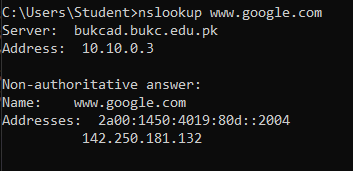 C:\Users\Student>nslookup www.google.com
Server:  bukcad.bukc.edu.pk
Address:  10.10.0.3

Non-authoritative answer:
Name:    www.google.com
Addresses:  2a00:1450:4019:80d::2004
          142.250.181.132